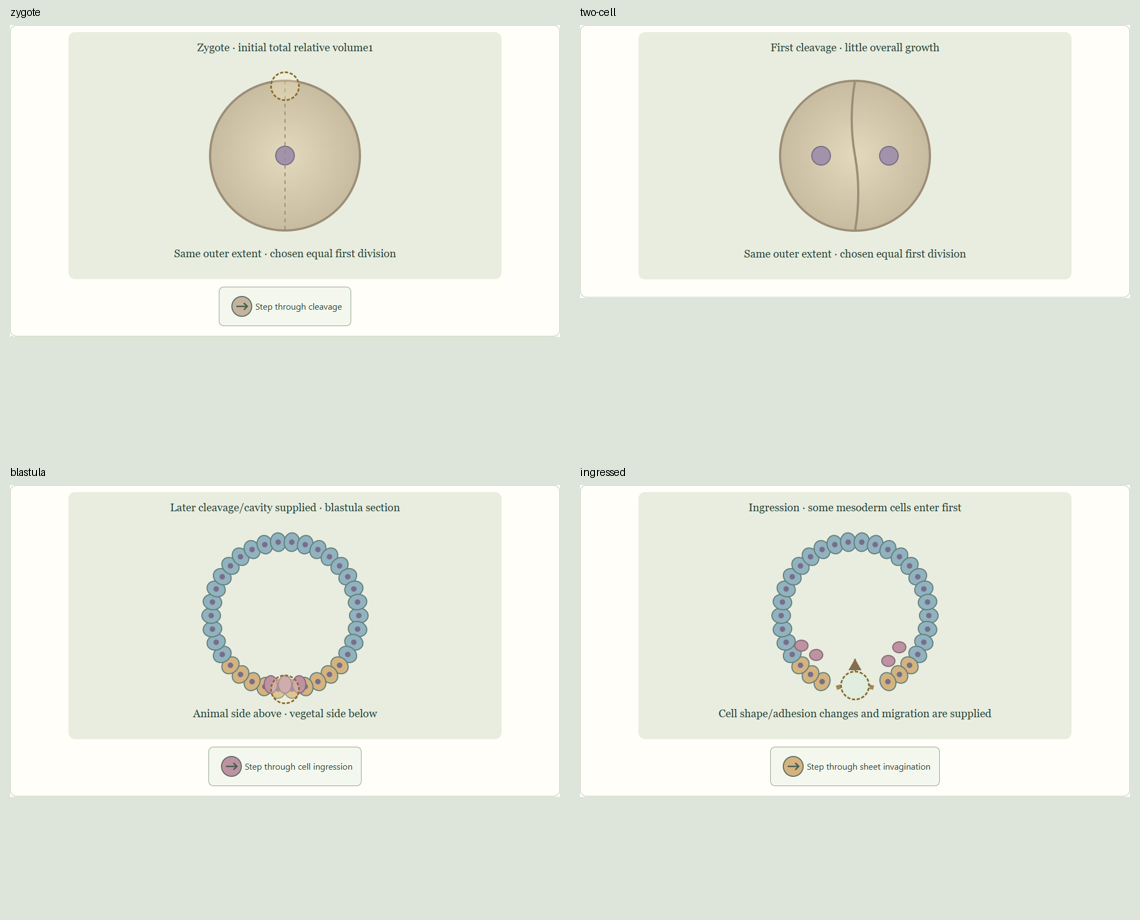 zygote
Zygote · initial total relative volume1
Same outer extent · chosen equal first division
Step through cleavage
two-cell
First cleavage · little overall growth
Same outer extent · chosen equal first division
blastula
Later cleavage/cavity supplied · blastula section
Animal side above · vegetal side below
Step through cell ingression
ingressed
Ingression · some mesoderm cells enter first
Cell shape/adhesion changes and migration are supplied
Step through sheet invagination